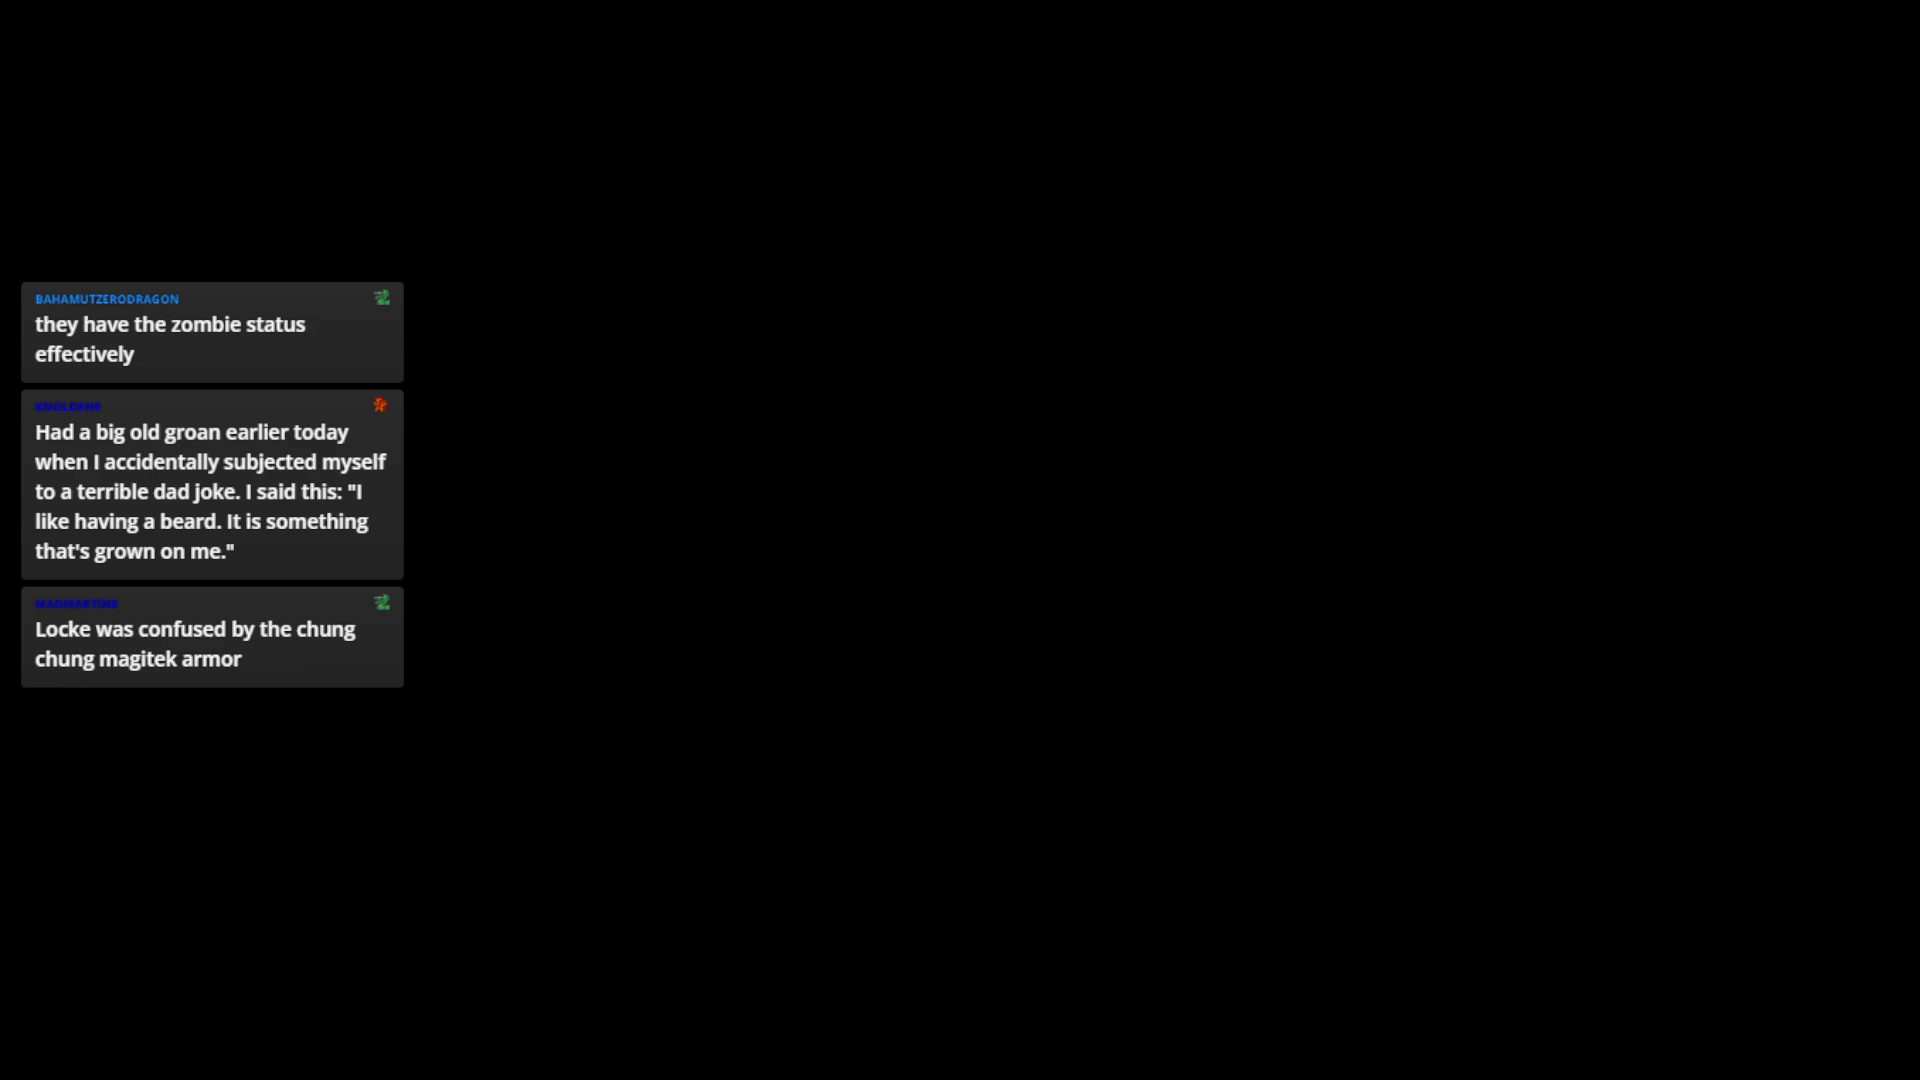 BAHAMUTZERODRAGON
they have the zombie status
effectively
KHOLDENS
Had a big old groan earlier today
when I accidentally subjected myself
to a terrible dad joke. I said this: "I
like having a beard. It is something
that's grown on me."
MADMARTIN8
Locke was confused by the chung
chung magitek armor